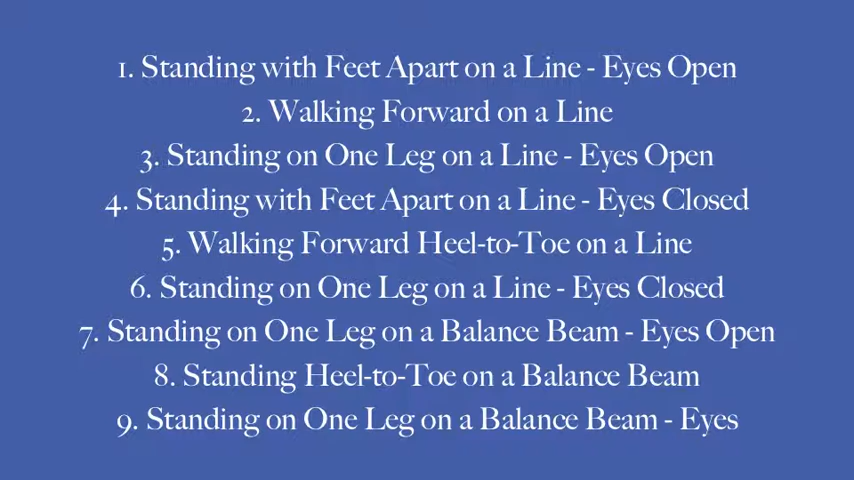 1. Standing with Feet Apart on a Line - Eyes Open
2. Walking Forward on a Line
3. Standing on One Leg on a Line - Eyes Open
4. Standing with Feet Apart on a Line - Eyes Closed
5. Walking Forward Heel-to-Toe on a Line
6. Standing on One Leg on a Line - Eyes Closed
7. Standing on One Leg on a Balance Beam - Eyes Open
8. Standing Heel-to-Toe on a Balance Beam
9. Standing on One Leg on a Balance Beam - Eyes